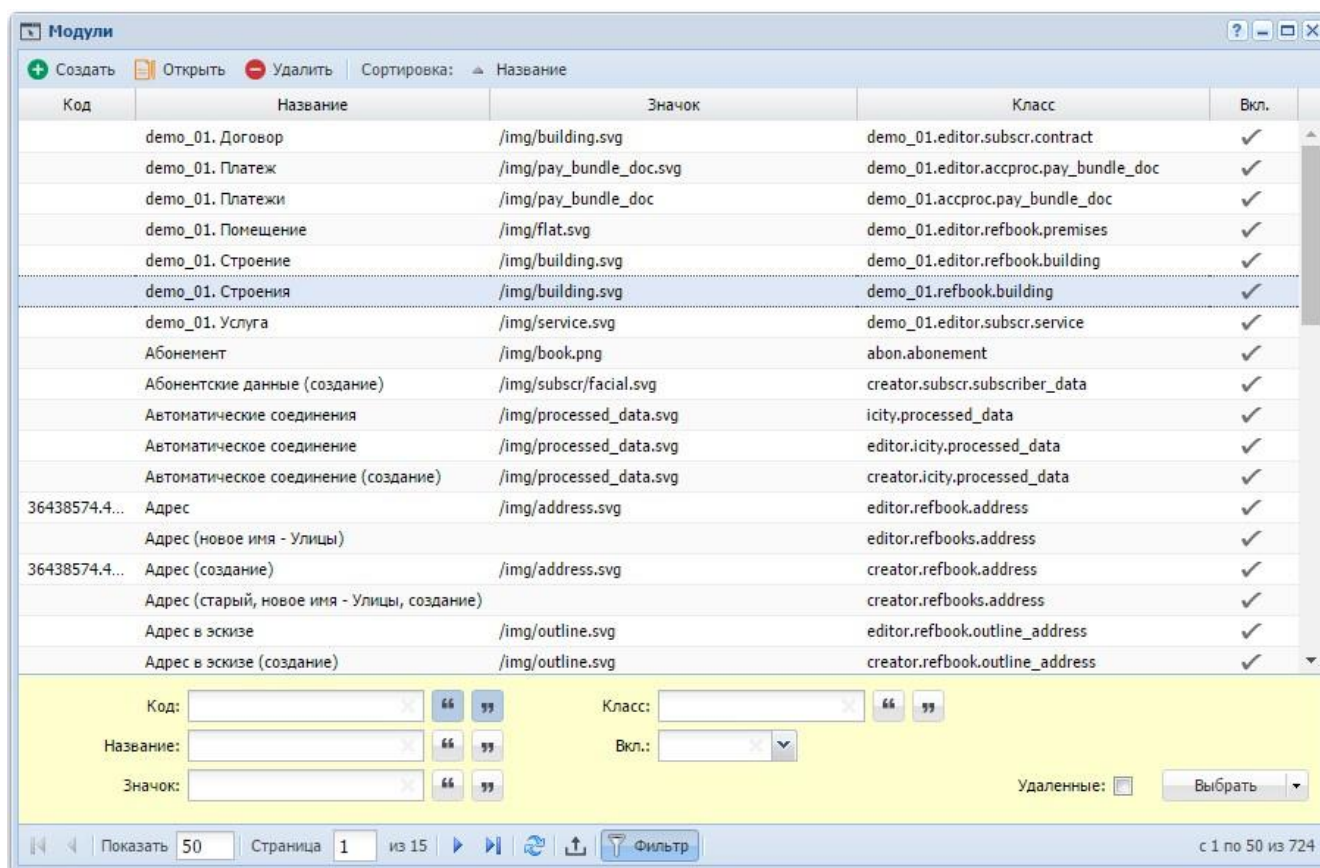 Модули
Создать Открыть Удалить Сортировка: Название
Код Название Значок Класс Вкл.
demo_01. Договор /img/building.svg demo_01.editor.subscr.contract
demo_01. Платеж /img/pay_bundle_doc.svg demo_01.editor.accproc.pay_bundle_doc
demo_01. Платежи /img/pay_bundle_doc demo_01.accproc.pay_bundle_doc
demo_01. Помещение /img/flat.svg demo_01.editor.refbook.premises
demo_01. Строение /img/building.svg demo_01.editor.refbook.building
demo_01. Строения /img/building.svg demo_01.refbook.building
demo_01. Услуга /img/service.svg demo_01.editor.subscr.service
Абонемент /img/book.png abon.abonement
Абонентские данные (создание) /img/subscr/facial.svg creator.subscr.subscriber_data
Автоматические соединения /img/processed_data.svg icity.processed_data
Автоматическое соединение /img/processed_data.svg editor.icity.processed_data
Автоматическое соединение (создание) /img/processed_data.svg creator.icity.processed_data
36438574.4... Адрес /img/address.svg editor.refbook.address
Адрес (новое имя - Улицы) editor.refbooks.address
36438574.4... Адрес (создание) /img/address.svg creator.refbook.address
Адрес (старый, новое имя - Улицы, создание) creator.refbooks.address
Адрес в эскизе /img/outline.svg editor.refbook.outline_address
Адрес в эскизе (создание) /img/outline.svg creator.refbook.outline_address
Код: Класс:
Название: Вкл.:
Значок: Удаленные: Выбрать
Показать 50 Страница 1 из 15 Фильтр с 1 по 50 из 724